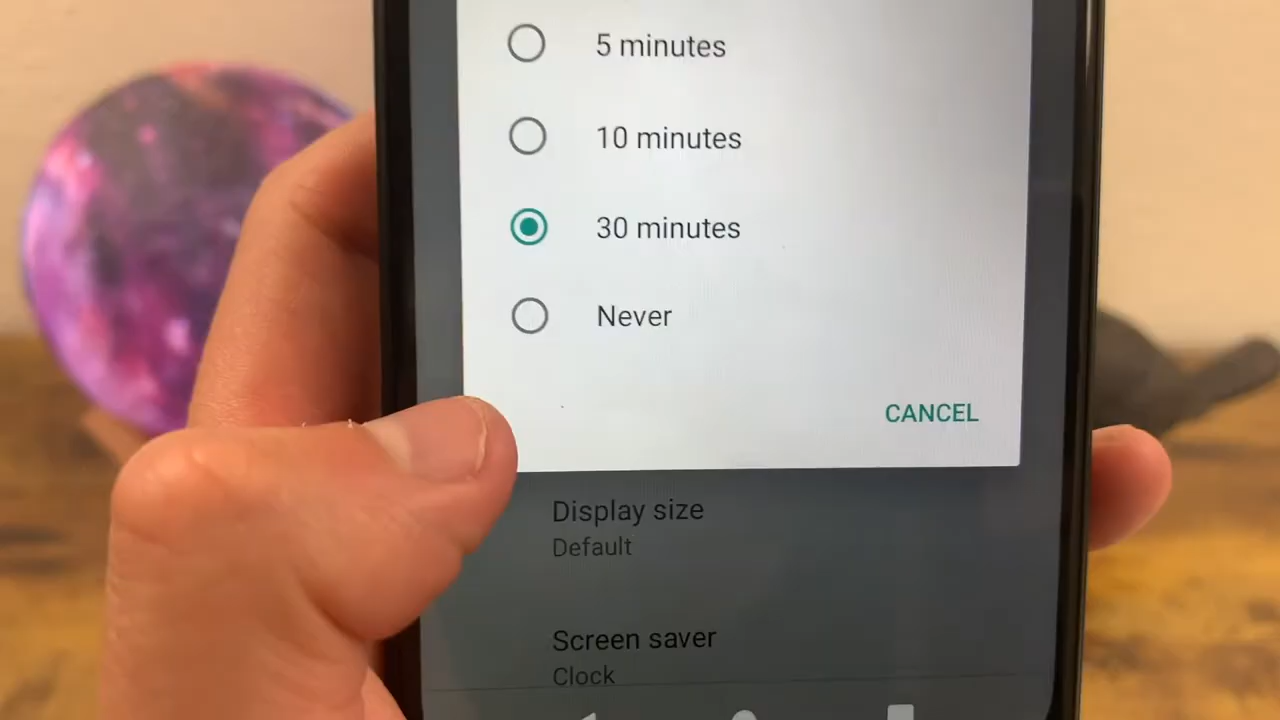 5 minutes
10 minutes
30 minutes
Never
CANCEL
Display size
Default
Screen saver
Clock